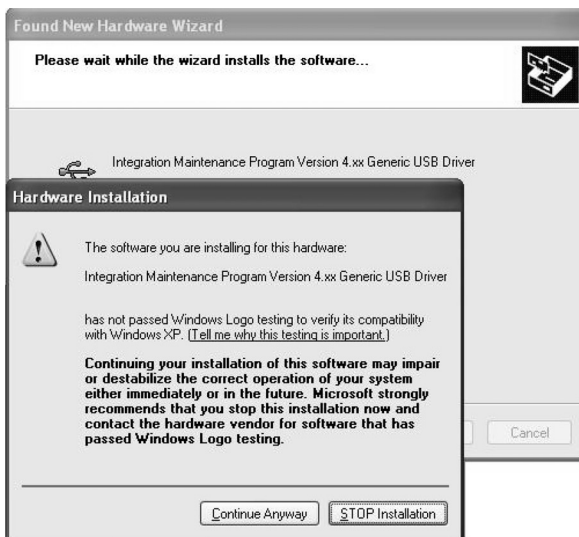 Found New Hardware Wizard
Please wait while the wizard installs the software...
Integration Maintenance Program Version 4.xx Generic USB Driver
Hardware Installation
The software you are installing for this hardware:
Integration Maintenance Program Version 4.xx Generic USB Driver
has not passed Windows Logo testing to verify its compatibility
with Windows XP. (Tell me why this testing is important.)
Continuing your installation of this software may impair
or destabilize the correct operation of your system
either immediately or in the future. Microsoft strongly
recommends that you stop this installation now and
contact the hardware vendor for software that has
passed Windows Logo testing.
Cancel
Continue Anyway
STOP Installation